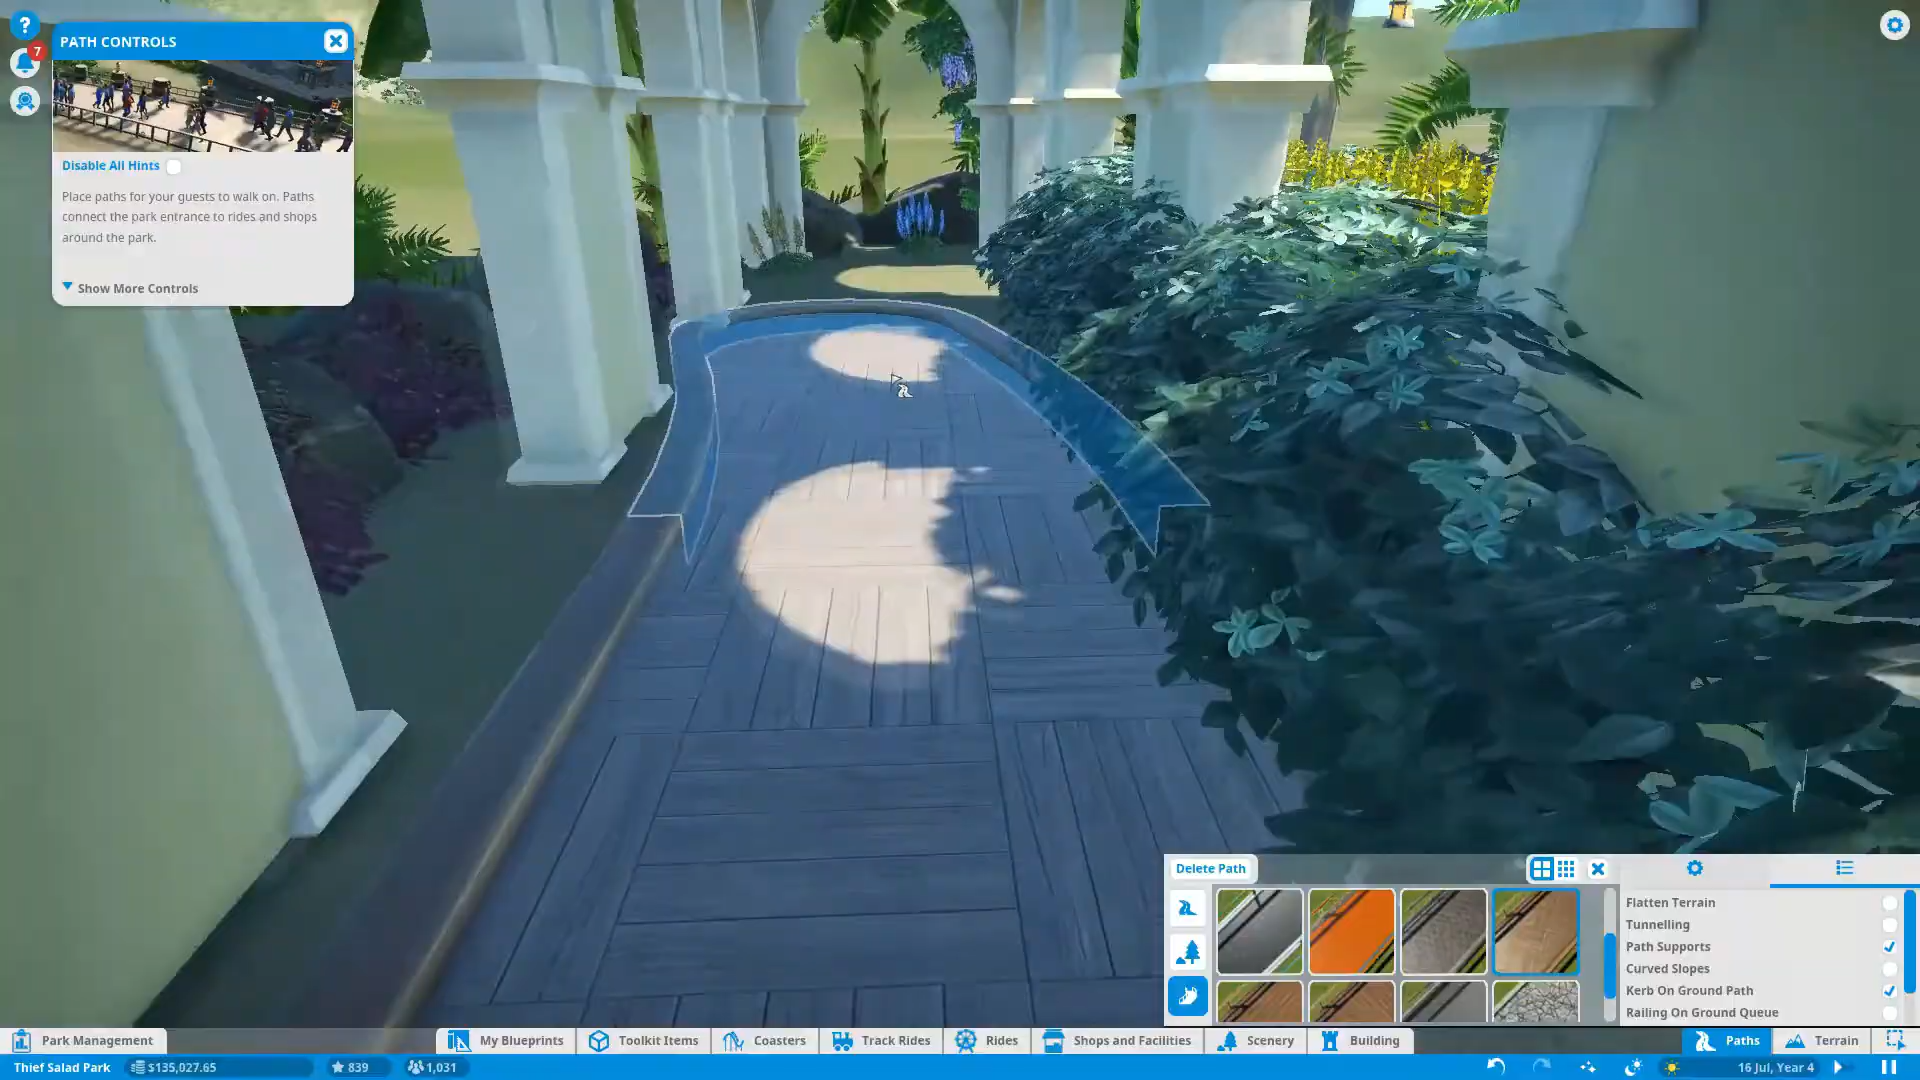 ?
7
PATH CONTROLS
Disable All Hints
Place paths for your guests to walk on. Paths
connect the park entrance to rides and shops
around the park.
Show More Controls
Delete Path
Flatten Terrain
Tunnelling
Path Supports
Curved Slopes
Kerb On Ground Path
Railing On Ground Queue
Park Management
My Blueprints
Toolkit Items
Coasters
Track Rides
Rides
Shops and Facilities
Scenery
Building
Paths
Terrain
Thief Salad Park
$135,027.65
839
1,031
16 Jul, Year 4